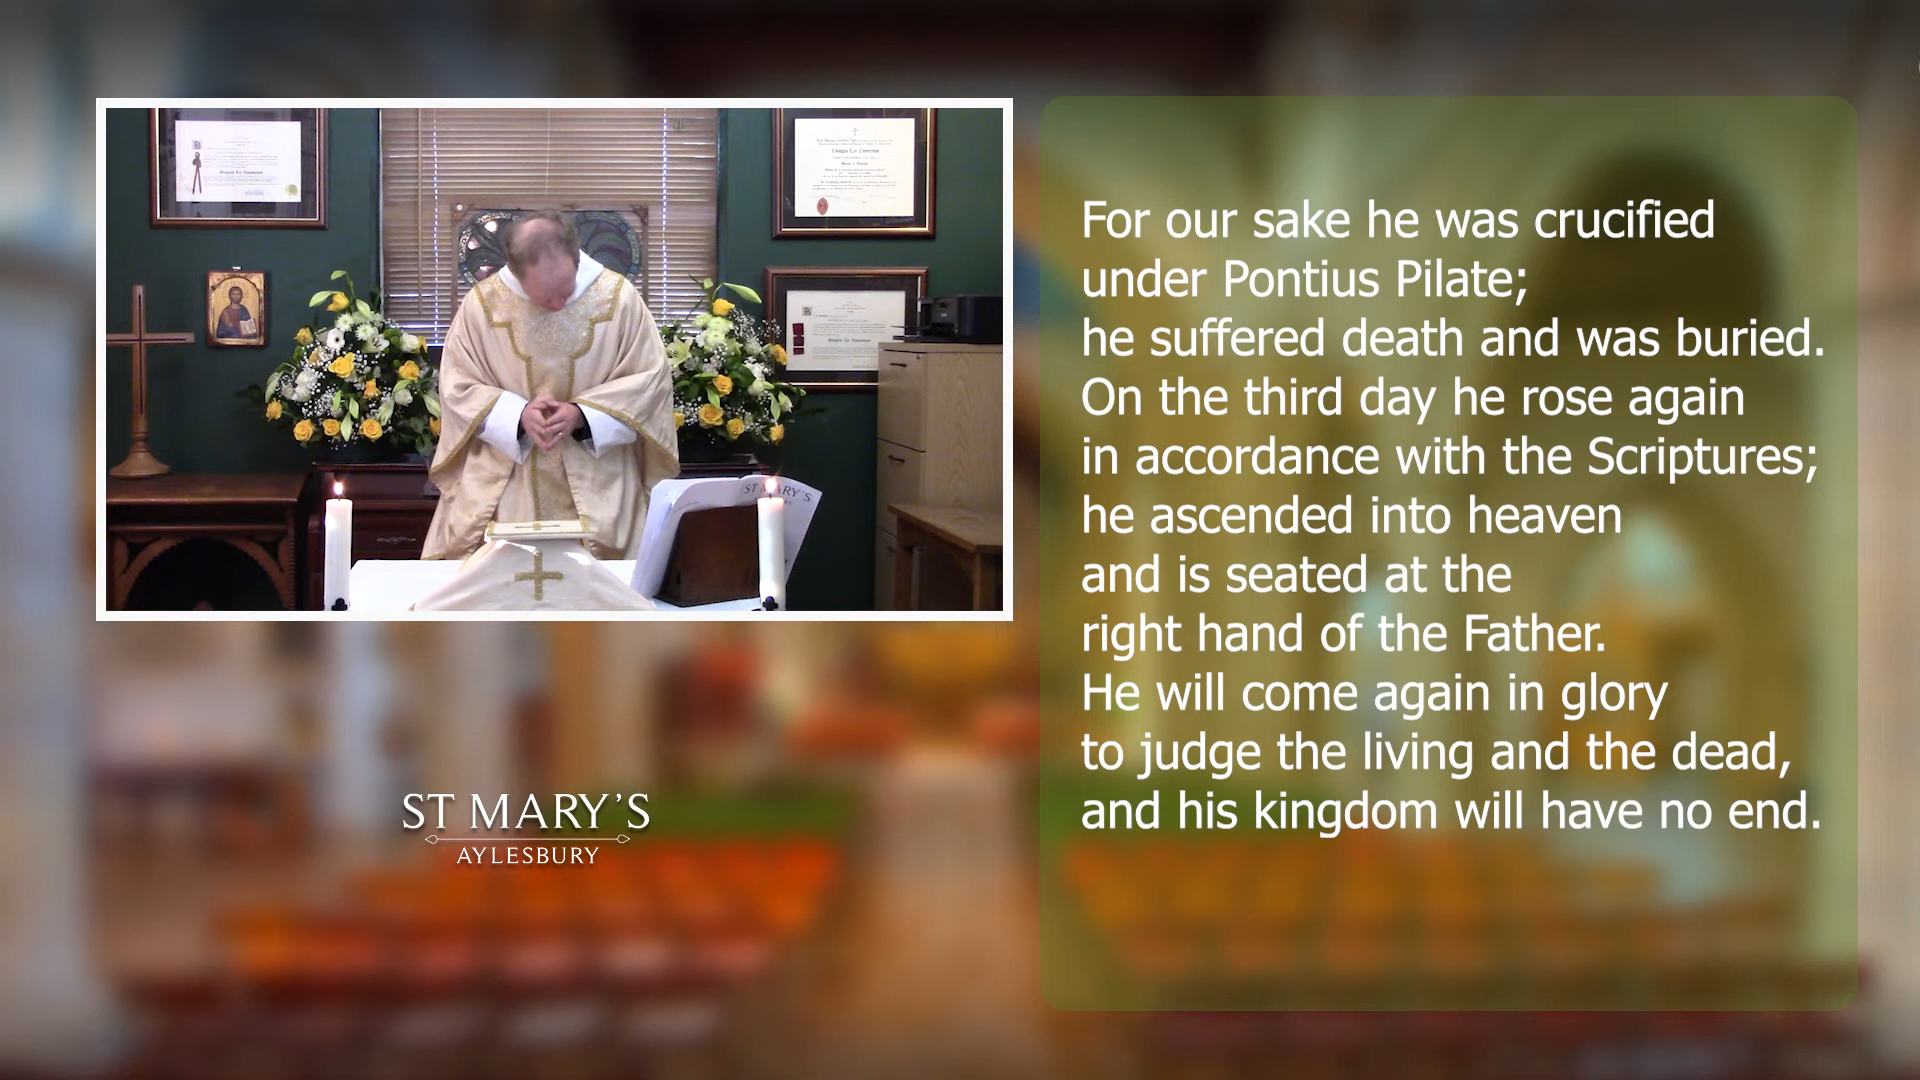 For our sake he was crucified
under Pontius Pilate;
he suffered death and was buried.
On the third day he rose again
in accordance with the Scriptures;
he ascended into heaven
and is seated at the
right hand of the Father.
He will come again in glory
to judge the living and the dead,
and his kingdom will have no end.
ST MARY'S
ST MARY'S
AYLESBURY